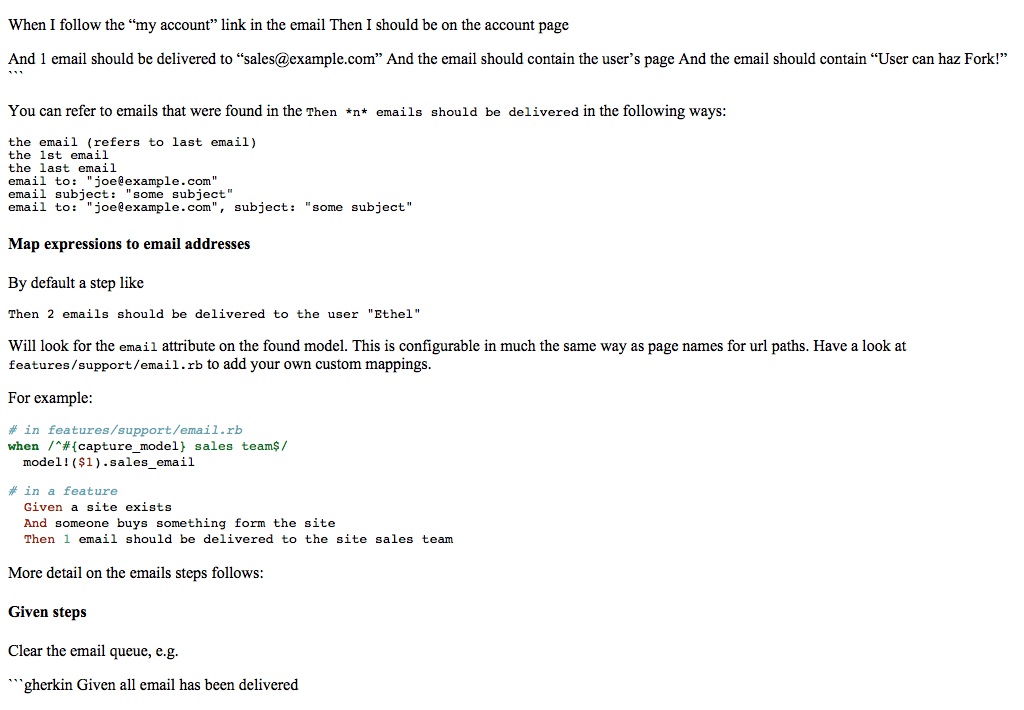 When I follow the “my account” link in the email Then I should be on the account page
And 1 email should be delivered to “sales@example.com” And the email should contain the user’s page And the email should contain “User can haz Fork!”
```
You can refer to emails that were found in the Then *n* emails should be delivered in the following ways:
the email (refers to last email)
the 1st email
the last email
email to: "joe@example.com"
email subject: "some subject"
email to: "joe@example.com", subject: "some subject"
Map expressions to email addresses
By default a step like
Then 2 emails should be delivered to the user "Ethel"
Will look for the email attribute on the found model. This is configurable in much the same way as page names for url paths. Have a look at
features/support/email.rb to add your own custom mappings.
For example:
# in features/support/email.rb
when /^#{capture_model} sales team$/
model!($1).sales_email
# in a feature
Given a site exists
And someone buys something form the site
Then 1 email should be delivered to the site sales team
More detail on the emails steps follows:
Given steps
Clear the email queue, e.g.
```gherkin Given all email has been delivered